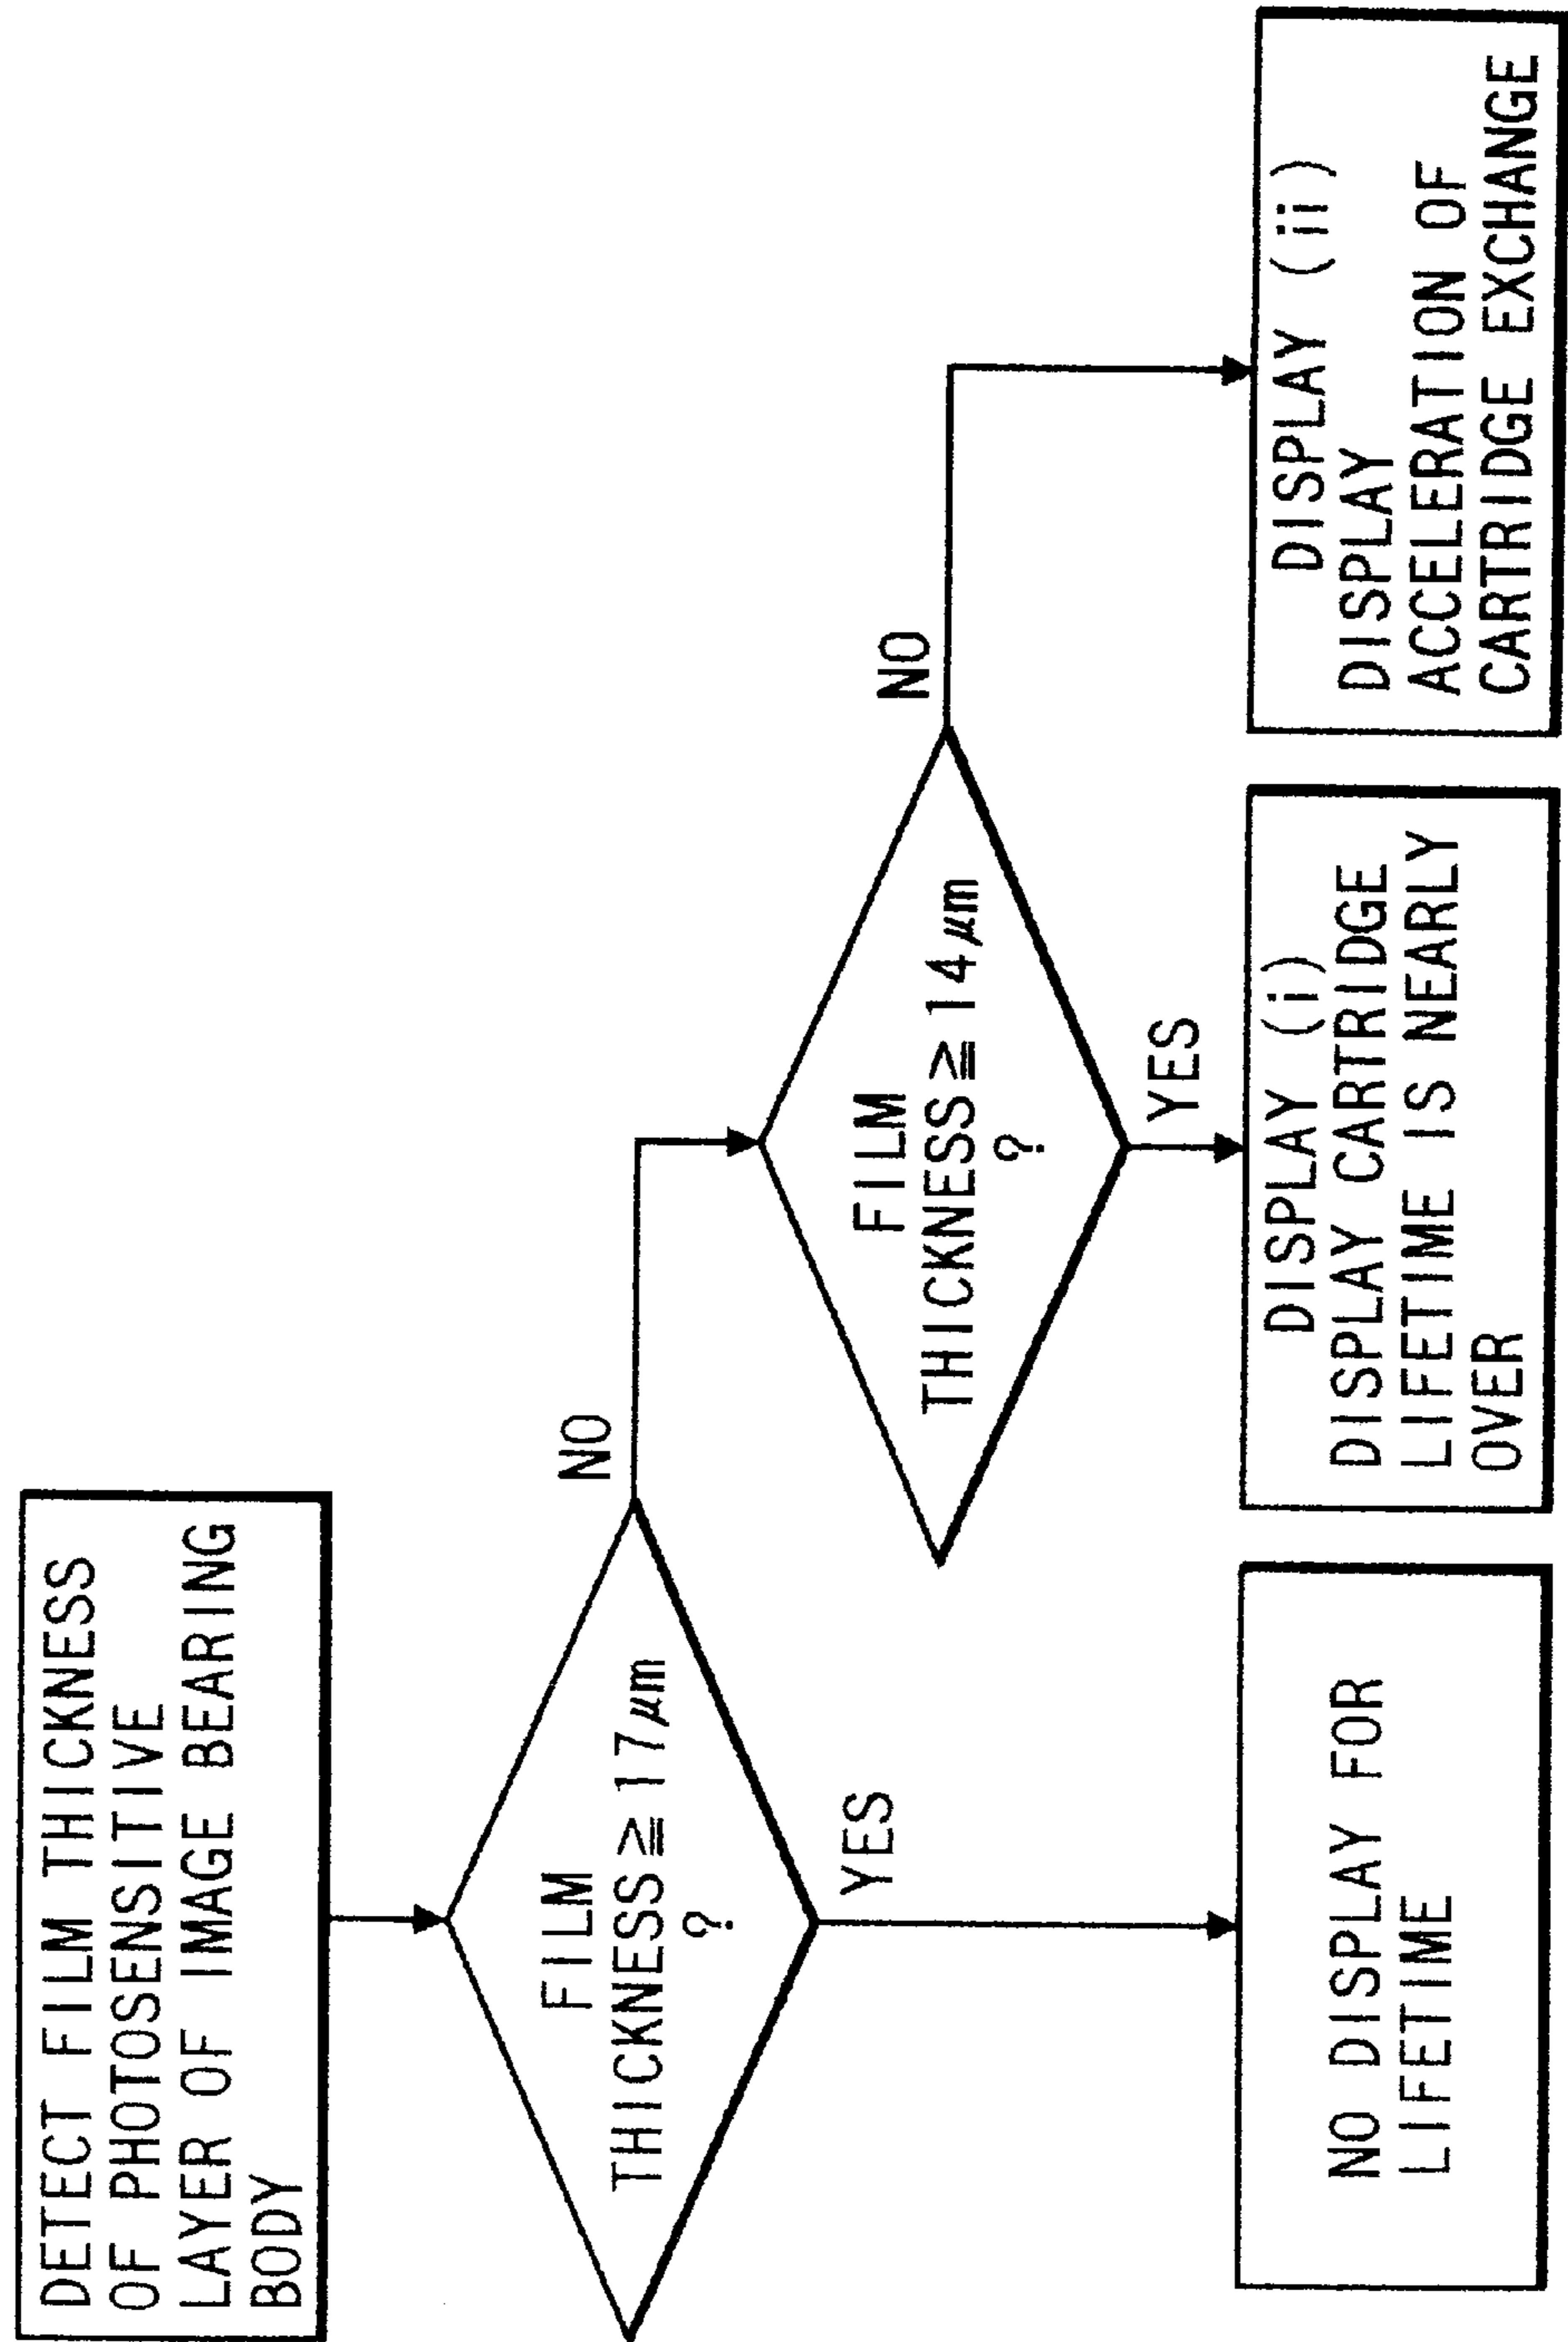 DETECT FILM THICKNESS
OF PHOTOSENSITIVE
LAYER OF IMAGE BEARING
BODY
FILM
THICKNESS≧17μm
?
NO
YES
FILM
THICKNESS≧14μm
?
NO
YES
NO DISPLAY FOR
LIFETIME
DISPLAY (i)
DISPLAY CARTRIDGE
LIFETIME IS NEARLY
OVER
DISPLAY (ii)
DISPLAY
ACCELERATION OF
CARTRIDGE EXCHANGE